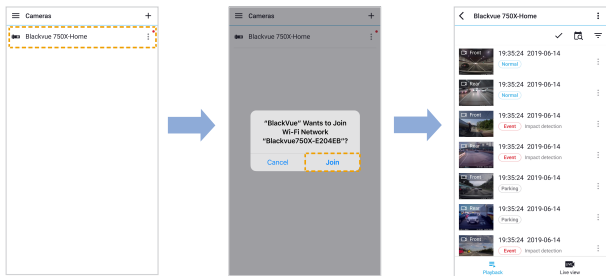 Cameras
Blackvue 750X-Home
Cameras
Blackvue 750X-Home
"BlackVue" Wants to Join
Wi-Fi Network
"Blackvue750X-E204EB"?
Cancel Join
Blackvue 750X-Home
Front 19:35:24 2019-06-14
Normal
Rear 19:35:24 2019-06-14
Normal
Front 19:35:24 2019-06-14
Event Impact detection
Rear 19:35:24 2019-06-14
Event Impact detection
Front 19:35:24 2019-06-14
Parking
Rear 19:35:24 2019-06-14
Parking
Front 19:35:24 2019-06-14
Event Impact detection
Playback LIVE Live view